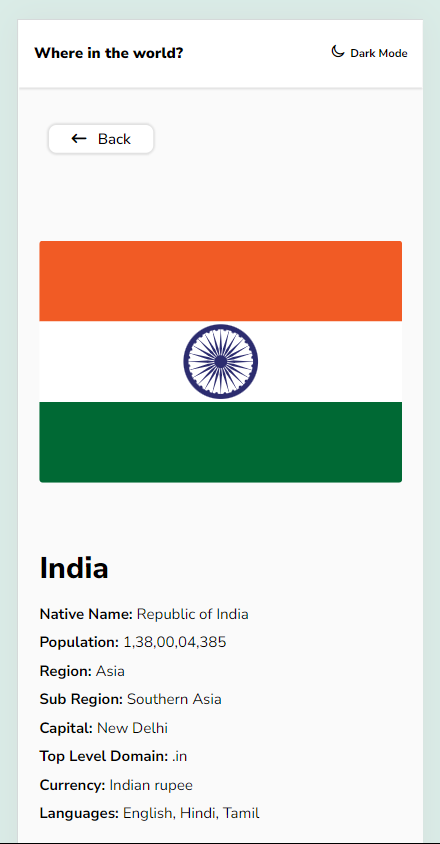 Where in the world?
Dark Mode
Back
India
Native Name: Republic of India
Population: 1,38,00,04,385
Region: Asia
Sub Region: Southern Asia
Capital: New Delhi
Top Level Domain: .in
Currency: Indian rupee
Languages: English, Hindi, Tamil